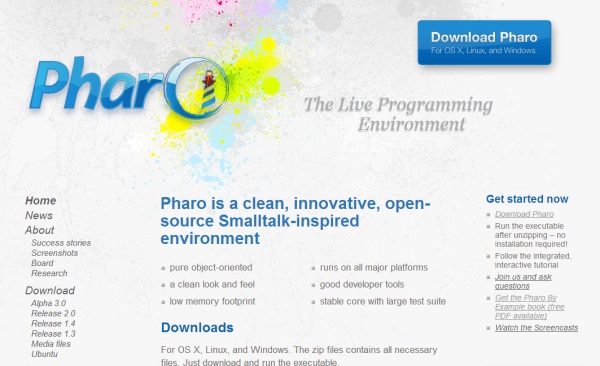 Download Pharo
For OS X, Linux, and Windows
Pharo
The Live Programming
Environment
Home
News
About
Success stories
Screenshots
Board
Research
Download
Alpha 3.0
Release 2.0
Release 1.4
Release 1.3
Media files
Ubuntu
Pharo is a clean, innovative, open-
source Smalltalk-inspired
environment
pure object-oriented
a clean look and feel
low memory footprint
runs on all major platforms
good developer tools
stable core with large test suite
Downloads
For OS X, Linux, and Windows. The zip files contains all necessary
files. Just download and run the executable.
Get started now
Download Pharo
Run the executable
after unzipping – no
installation required!
Follow the integrated,
interactive tutorial
Join us and ask
questions
Get the Pharo By
Example book (free
PDF available)
Watch the Screencasts